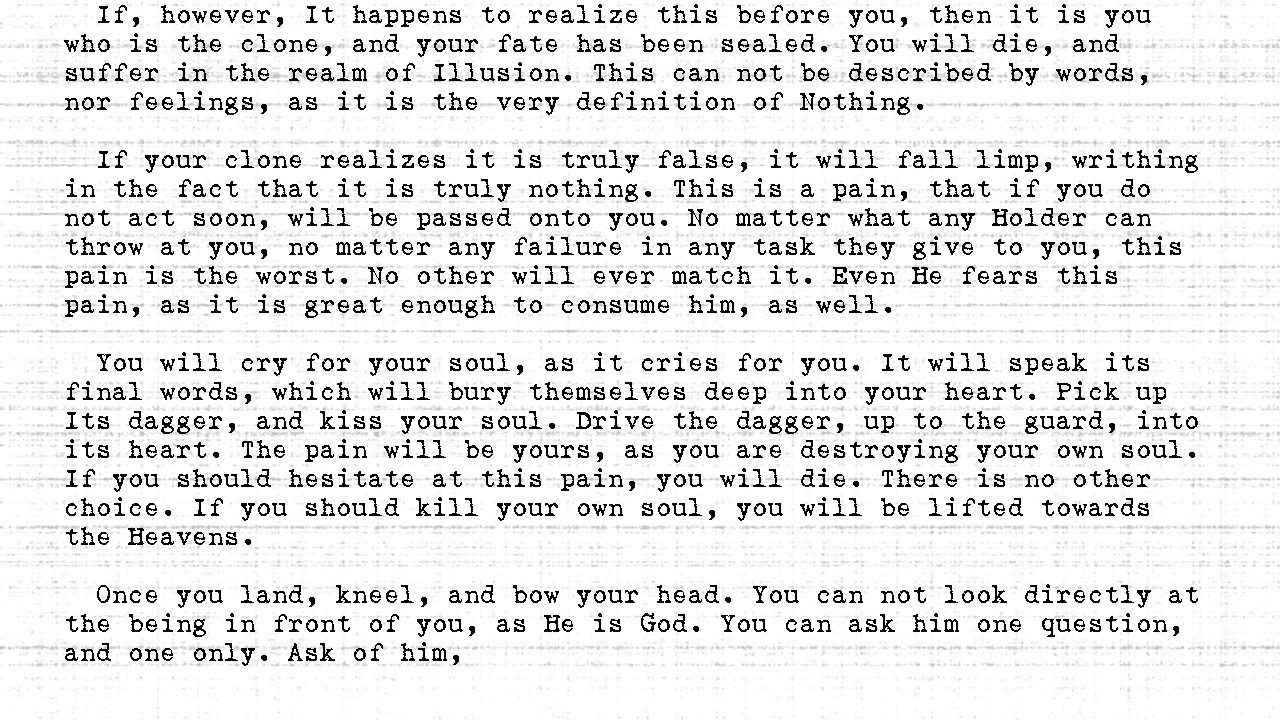 If, however, It happens to realize this before you, then it is you
who is the clone, and your fate has been sealed. You will die, and
suffer in the realm of Illusion. This can not be described by words,
nor feelings, as it is the very definition of Nothing.
If your clone realizes it is truly false, it will fall limp, writhing
in the fact that it is truly nothing. This is a pain, that if you do
not act soon, will be passed onto you. No matter what any Holder can
throw at you, no matter any failure in any task they give to you, this
pain is the worst. No other will ever match it. Even He fears this
pain, as it is great enough to consume him, as well.
You will cry for your soul, as it cries for you. It will speak its
final words, which will bury themselves deep into your heart. Pick up
Its dagger, and kiss your soul. Drive the dagger, up to the guard, into
its heart. The pain will be yours, as you are destroying your own soul.
If you should hesitate at this pain, you will die. There is no other
choice. If you should kill your own soul, you will be lifted towards
the Heavens.
Once you land, kneel, and bow your head. You can not look directly at
the being in front of you, as He is God. You can ask him one question,
and one only. Ask of him,